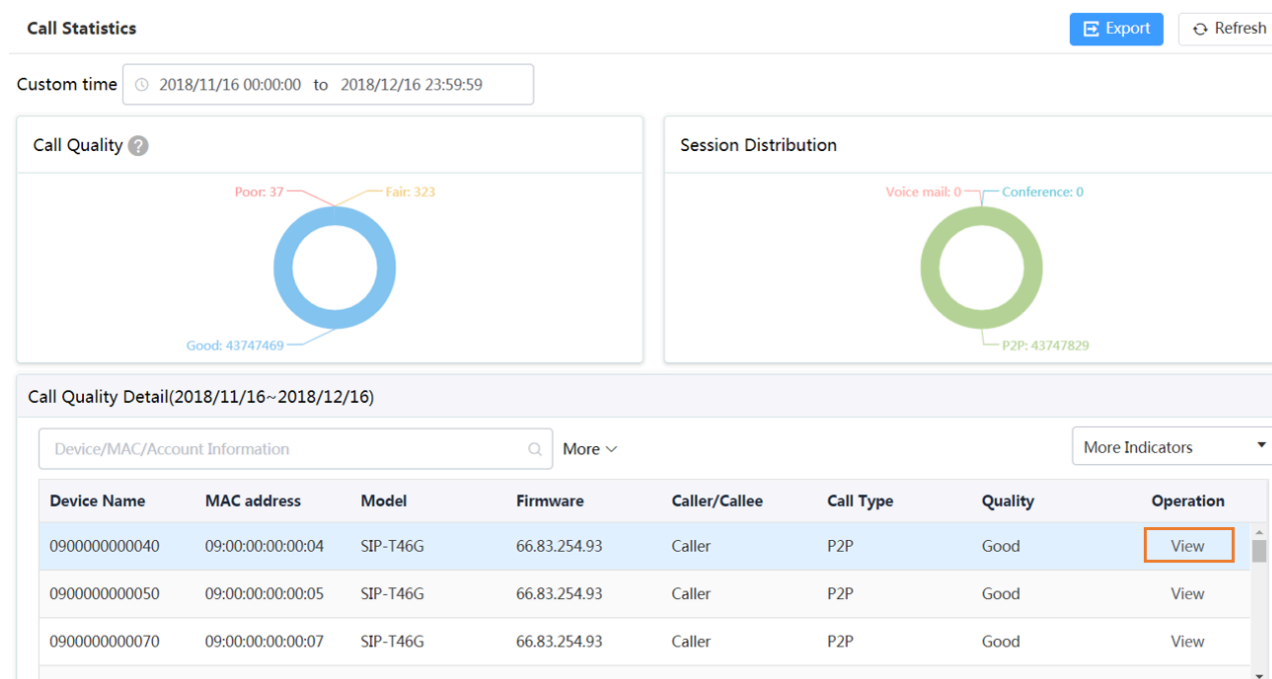 Call Statistics
Export
Refresh
Custom time 2018/11/16 00:00:00 to 2018/12/16 23:59:59
Call Quality ?
Session Distribution
Poor: 37
Fair: 323
Voice mail: 0
Conference: 0
Good: 43747469
P2P: 43747829
Call Quality Detail(2018/11/16~2018/12/16)
Device/MAC/Account Information
More
More Indicators
Device Name MAC address Model Firmware Caller/Callee Call Type Quality Operation
0900000000040 09:00:00:00:00:04 SIP-T46G 66.83.254.93 Caller P2P Good View
0900000000050 09:00:00:00:00:05 SIP-T46G 66.83.254.93 Caller P2P Good View
0900000000070 09:00:00:00:00:07 SIP-T46G 66.83.254.93 Caller P2P Good View